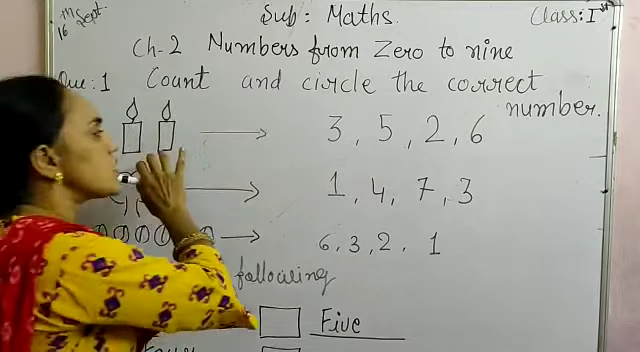 16th Sept.
Sub: Maths.
Class: Ist
Ch-2 Numbers from Zero to nine
Que: 1 Count and circle the correct number.
3, 5, 2, 6
1, 4, 7, 3
6, 3, 2, 1
following
Five